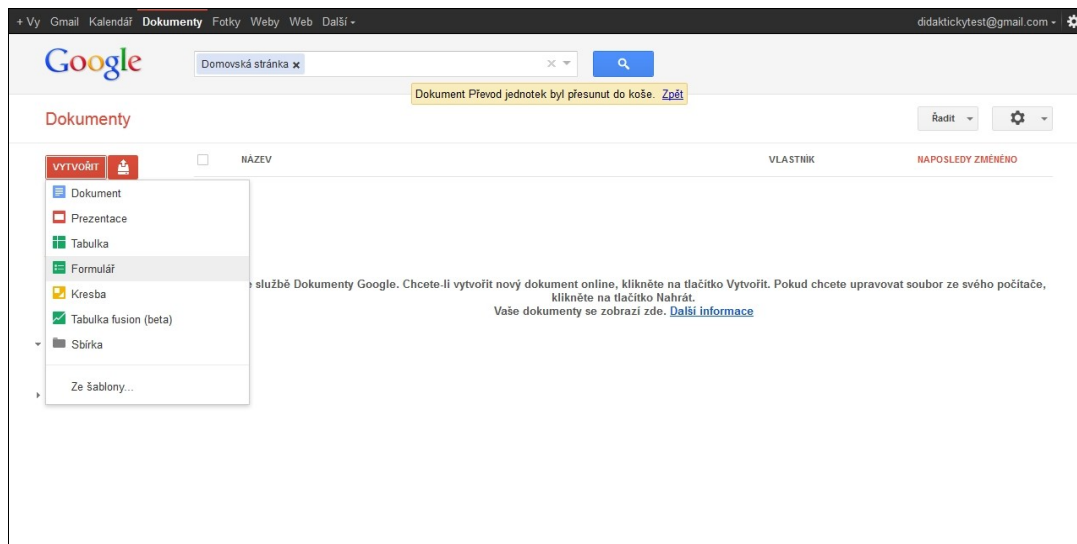 + Vy Gmail Kalendář Dokumenty Fotky Weby Web Další didaktickytest@gmail.com
Google
Domovská stránka x
Dokument Převod jednotek byl přesunut do koše. Zpět
Dokumenty
Řadit
VYTVOŘIT
NÁZEV VLASTNÍK NAPOSLEDY ZMĚNĚNO
Dokument
Prezentace
Tabulka
Formulář
službě Dokumenty Google. Chcete-li vytvořit nový dokument online, klikněte na tlačítko Vytvořit. Pokud chcete upravovat soubor ze svého počítače,
klikněte na tlačítko Nahrát.
Kresba
Vaše dokumenty se zobrazí zde. Další informace
Tabulka fusion (beta)
Sbírka
Ze šablony...